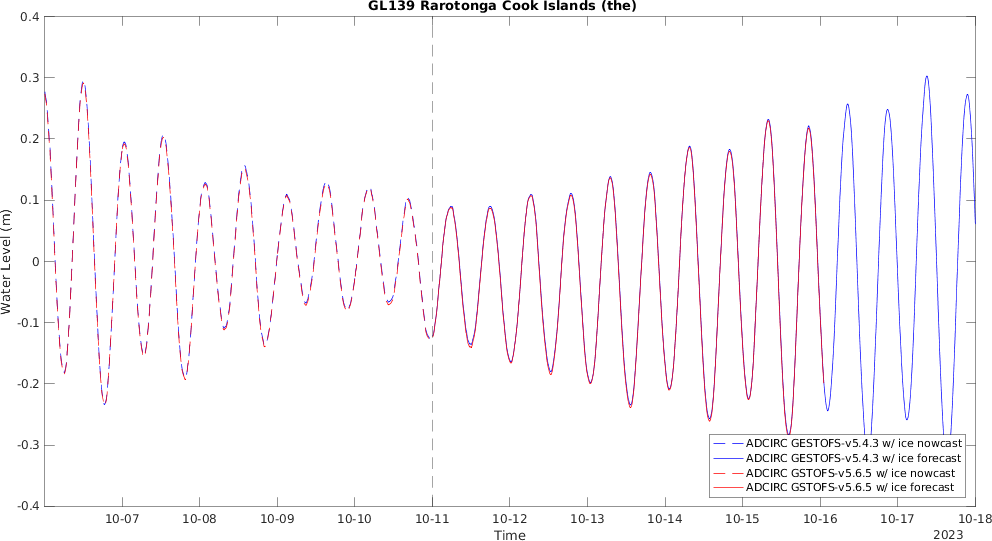 GL139 Rarotonga Cook Islands (the)
0.4
0.3
0.2
0.1
0
-0.1
-0.2
-0.3
-0.4
Water Level (m)
ADCIRC GESTOFS-v5.4.3 w/ ice nowcast
ADCIRC GESTOFS-v5.4.3 w/ ice forecast
ADCIRC GSTOFS-v5.6.5 w/ ice nowcast
ADCIRC GSTOFS-v5.6.5 w/ ice forecast
10-07 10-08 10-09 10-10 10-11 10-12 10-13 10-14 10-15 10-16 10-17 10-18
Time
2023